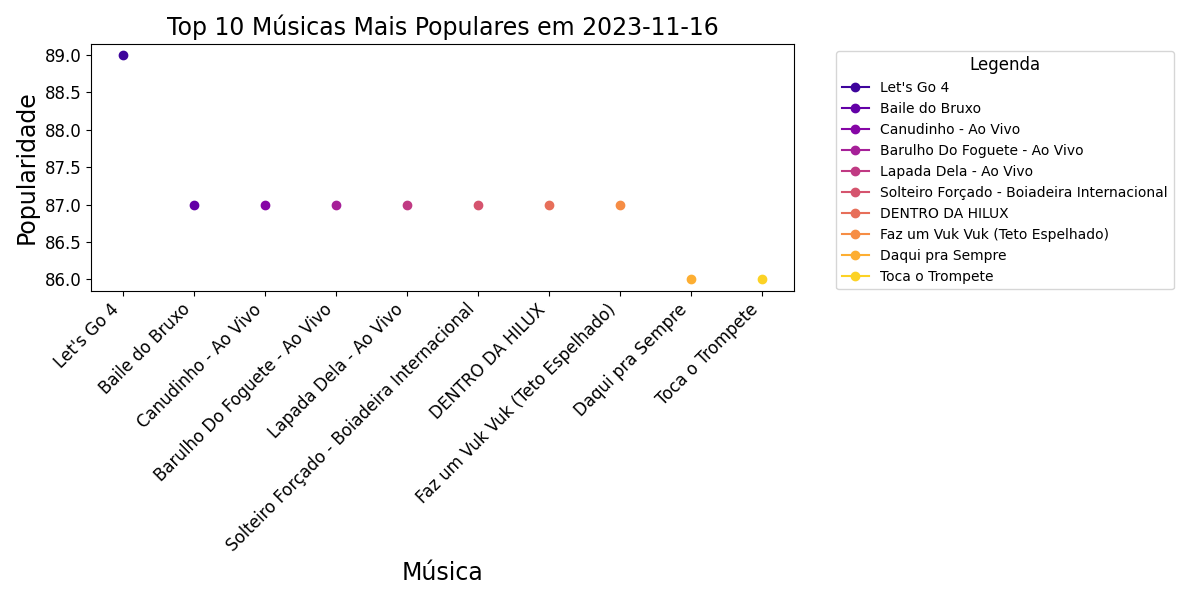 Top 10 Músicas Mais Populares em 2023-11-16
Popularidade
89.0
88.5
88.0
87.5
87.0
86.5
86.0
Let's Go 4
Baile do Bruxo
Canudinho - Ao Vivo
Barulho Do Foguete - Ao Vivo
Lapada Dela - Ao Vivo
Solteiro Forçado - Boiadeira Internacional
DENTRO DA HILUX
Faz um Vuk Vuk (Teto Espelhado)
Daqui pra Sempre
Toca o Trompete
Música
Legenda
Let's Go 4
Baile do Bruxo
Canudinho - Ao Vivo
Barulho Do Foguete - Ao Vivo
Lapada Dela - Ao Vivo
Solteiro Forçado - Boiadeira Internacional
DENTRO DA HILUX
Faz um Vuk Vuk (Teto Espelhado)
Daqui pra Sempre
Toca o Trompete